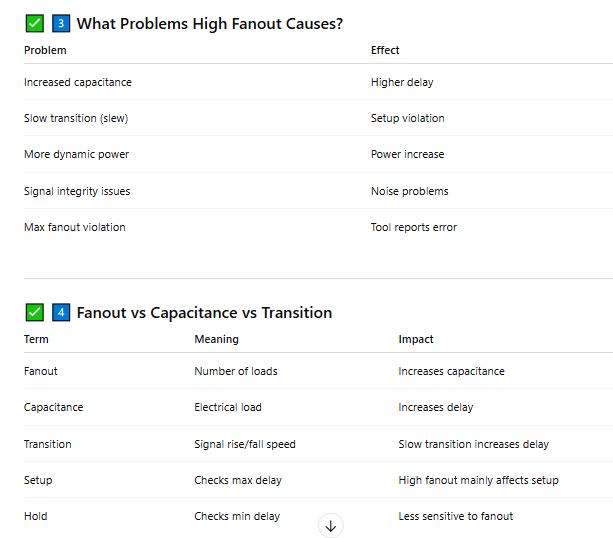 ✅ 3️⃣ What Problems High Fanout Causes?
Problem Effect
Increased capacitance Higher delay
Slow transition (slew) Setup violation
More dynamic power Power increase
Signal integrity issues Noise problems
Max fanout violation Tool reports error
✅ 4️⃣ Fanout vs Capacitance vs Transition
Term Meaning Impact
Fanout Number of loads Increases capacitance
Capacitance Electrical load Increases delay
Transition Signal rise/fall speed Slow transition increases delay
Setup Checks max delay High fanout mainly affects setup
Hold Checks min delay Less sensitive to fanout